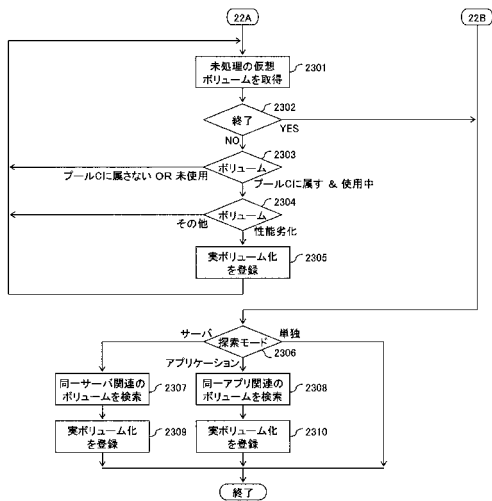 22A
22B
未処理の仮想
ボリュームを取得
2301
2302
終了
YES
NO
2303
ボリューム
プールCIに属さない OR 未使用
プールCIに属す & 使用中
2304
ボリューム
その他
性能劣化
実ボリューム化
を登録
2305
サーバ
探索モード
単独
2306
アプリケーション
同一サーバ関連の
ボリュームを検索
2307
同一アプリ関連の
ボリュームを検索
2308
実ボリューム化
を登録
2309
実ボリューム化
を登録
2310
終了